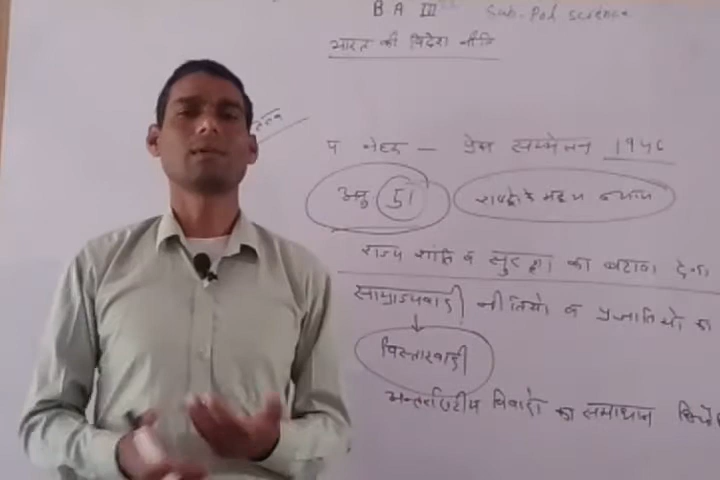 B A III Sub- Pol science
भारत की विदेश नीति
प नेहरू — प्रेस सम्मेलन 1946
अनु 51 राष्ट्रों के मध्य न्याय
राज्य शांति व सुरक्षा को बढावा देगा
साम्राज्यवादी नीतियों व प्रजातियों का
विस्तारवादी
अन्तर्राष्ट्रीय विवादो का समाधान